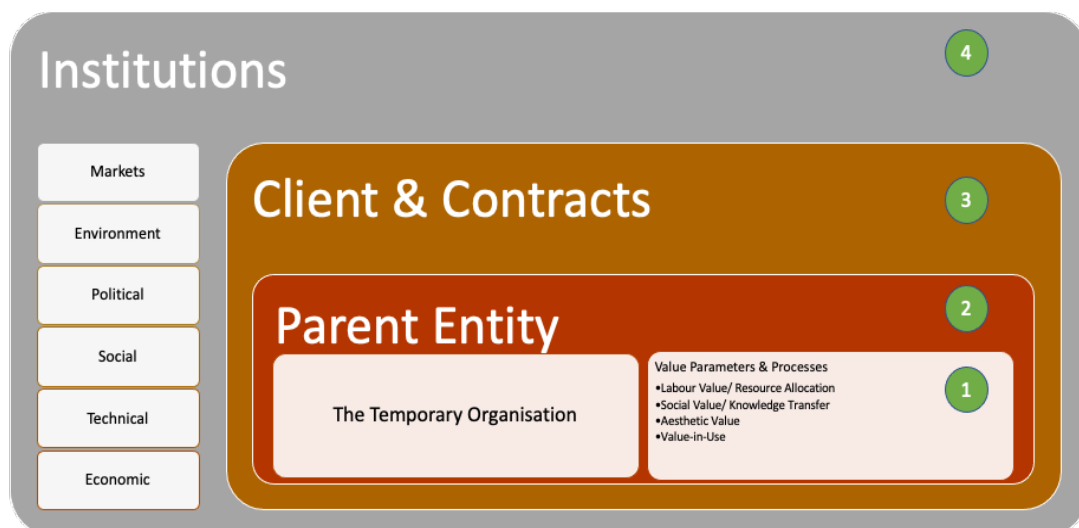 Institutions
4
Markets
Environment
Political
Social
Technical
Economic
Client & Contracts
3
Parent Entity
2
The Temporary Organisation
Value Parameters & Processes
1
•Labour Value/ Resource Allocation
•Social Value/ Knowledge Transfer
•Aesthetic Value
•Value-in-Use